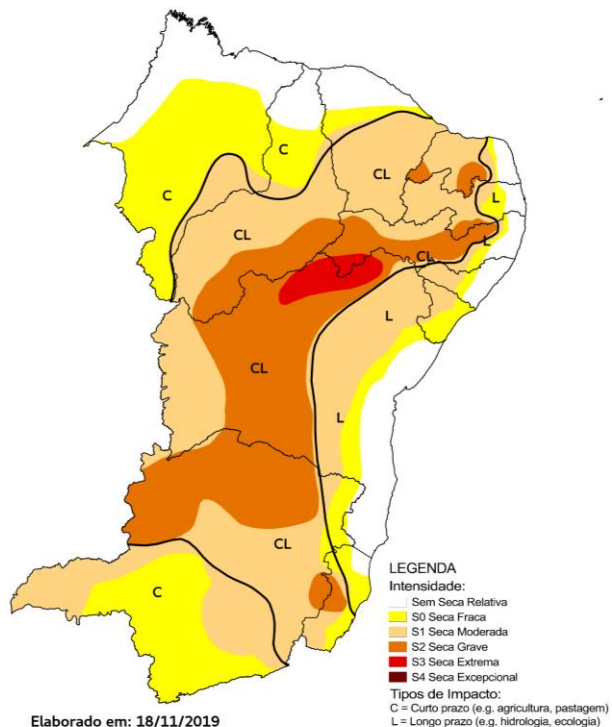 C
C
CL
L
CL
CL
L
L
CL
L
CL
C
LEGENDA
Intensidade:
Sem Seca Relativa
S0 Seca Fraca
S1 Seca Moderada
S2 Seca Grave
S3 Seca Extrema
S4 Seca Excepcional
Tipos de Impacto:
C = Curto prazo (e.g. agricultura, pastagem)
L = Longo prazo (e.g. hidrologia, ecologia)
Elaborado em: 18/11/2019